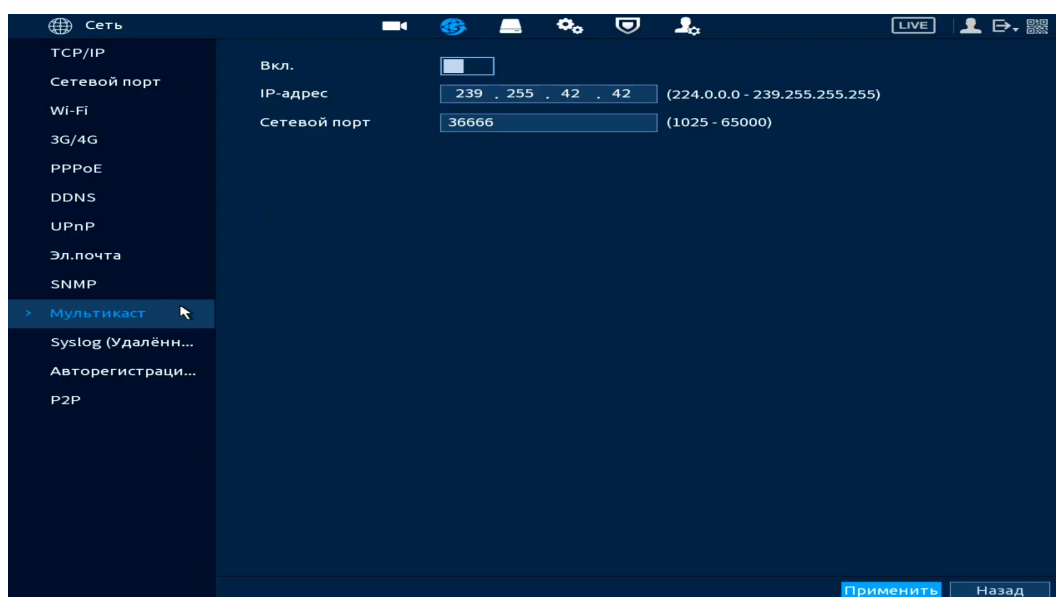 Сеть
LIVE
TCP/IP
Сетевой порт
Wi-Fi
3G/4G
PPPoE
DDNS
UPnP
Эл.почта
SNMP
> Мультикаст
Syslog (Удалённ...
Авторегистраци...
P2P
Вкл.
IP-адрес 239 . 255 . 42 . 42 (224.0.0.0 - 239.255.255.255)
Сетевой порт 36666 (1025 - 65000)
Применить Назад